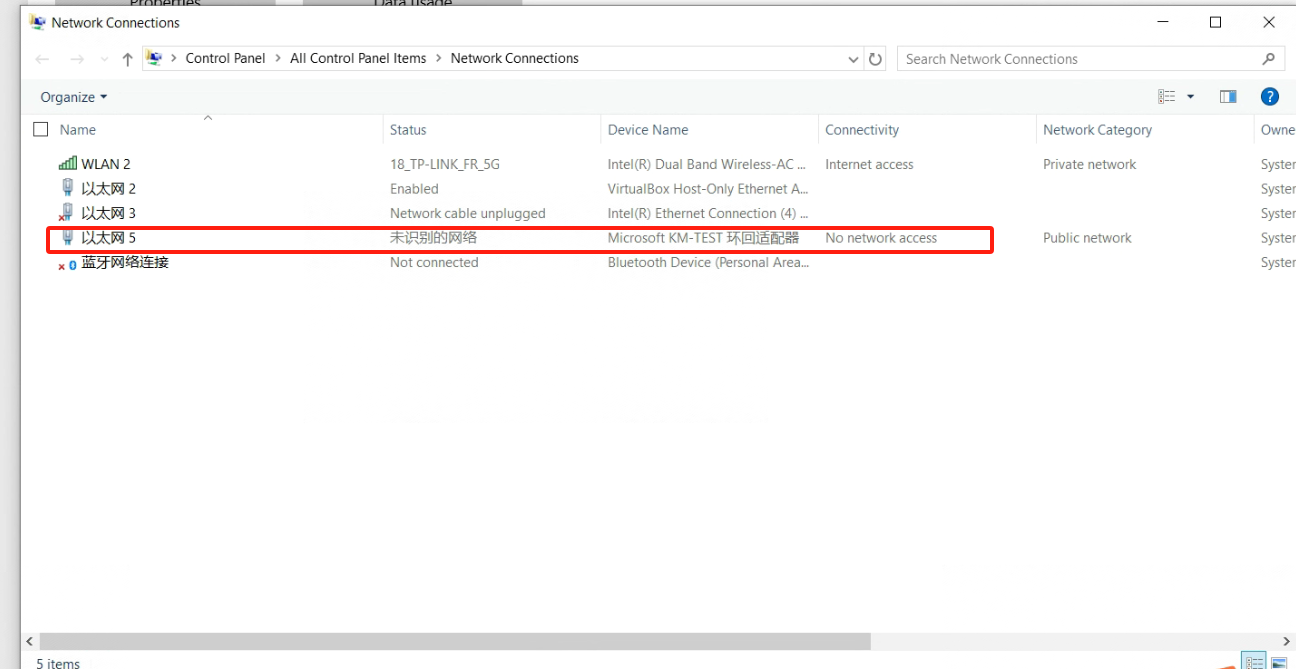 Properties
Data usage
Network Connections
Control Panel > All Control Panel Items > Network Connections
Search Network Connections
Organize
?
Name Status Device Name Connectivity Network Category Owne
WLAN 2 18_TP-LINK_FR_5G Intel(R) Dual Band Wireless-AC ... Internet access Private network Syster
以太网 2 Enabled VirtualBox Host-Only Ethernet A... Syster
以太网 3 Network cable unplugged Intel(R) Ethernet Connection (4) ... Syster
以太网 5 未识别的网络 Microsoft KM-TEST 环回适配器 No network access Public network Syster
蓝牙网络连接 Not connected Bluetooth Device (Personal Area... Syster
5 items